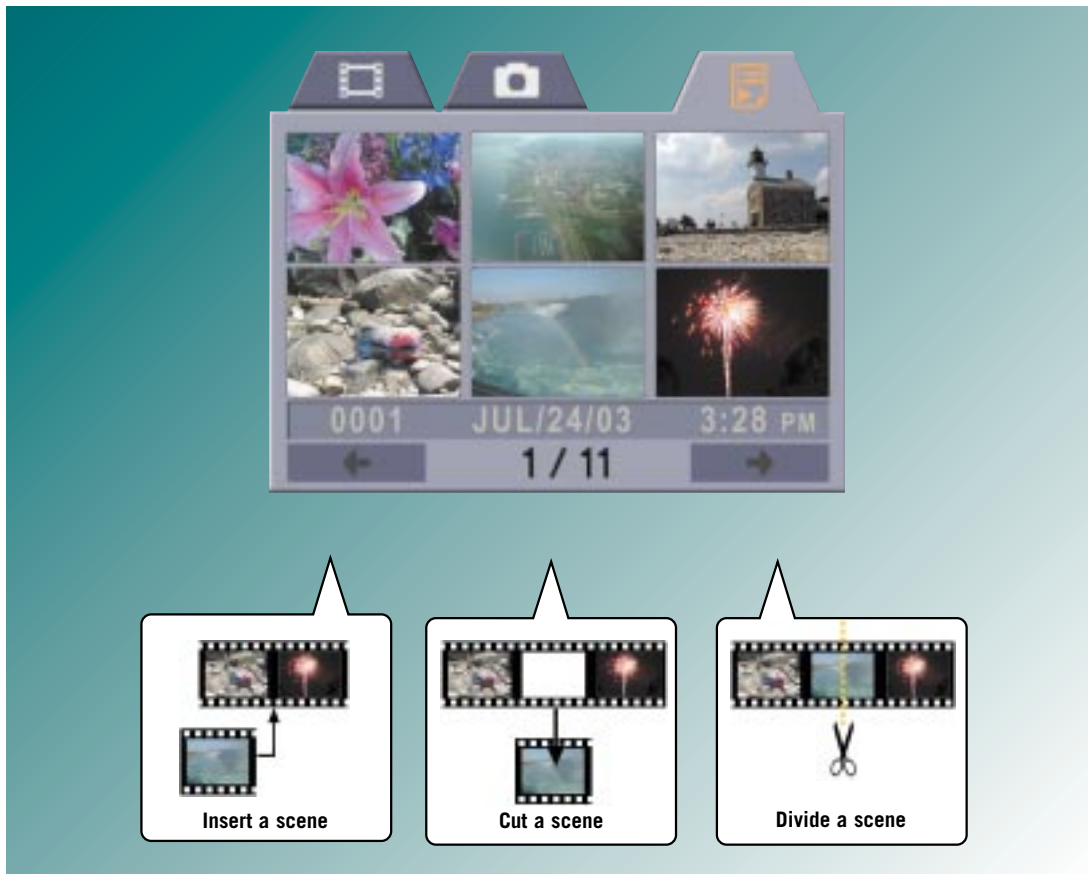 0001 JUL/24/03 3:28 PM
1 / 11
Insert a scene
Cut a scene
Divide a scene